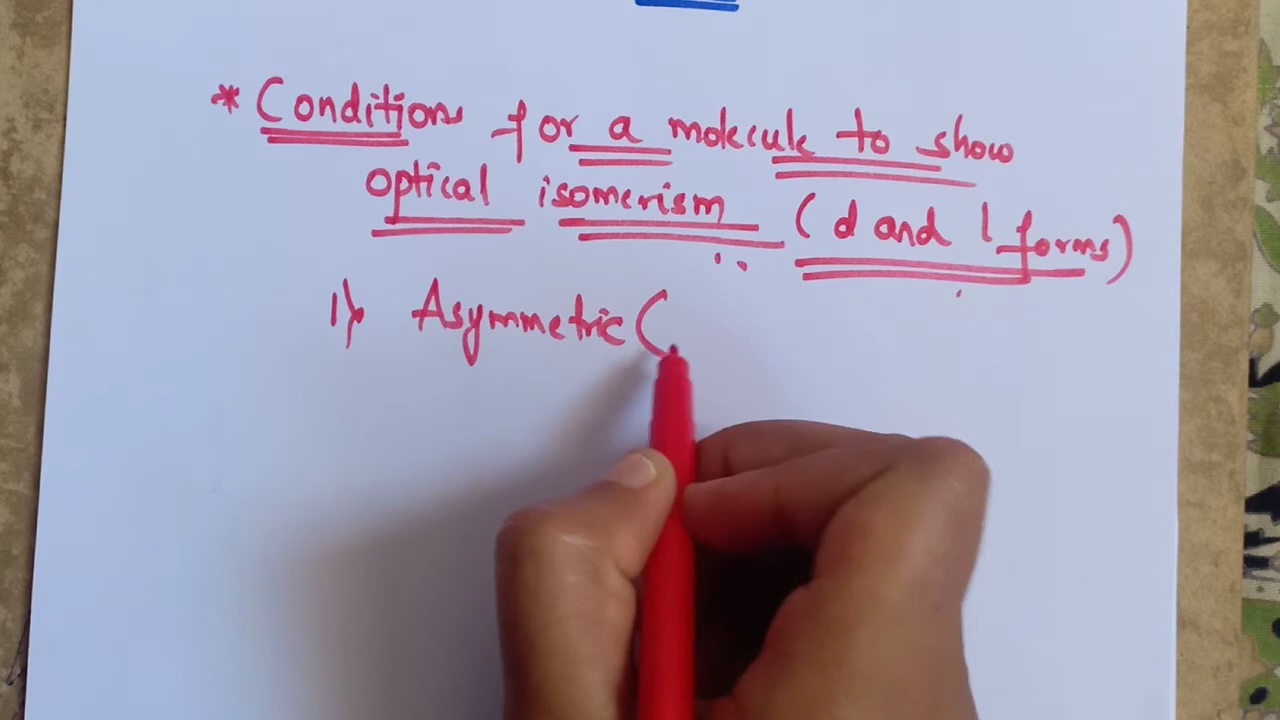 * Conditions for a molecule to show
optical isomerism (d and l forms)
1) Asymmetric (